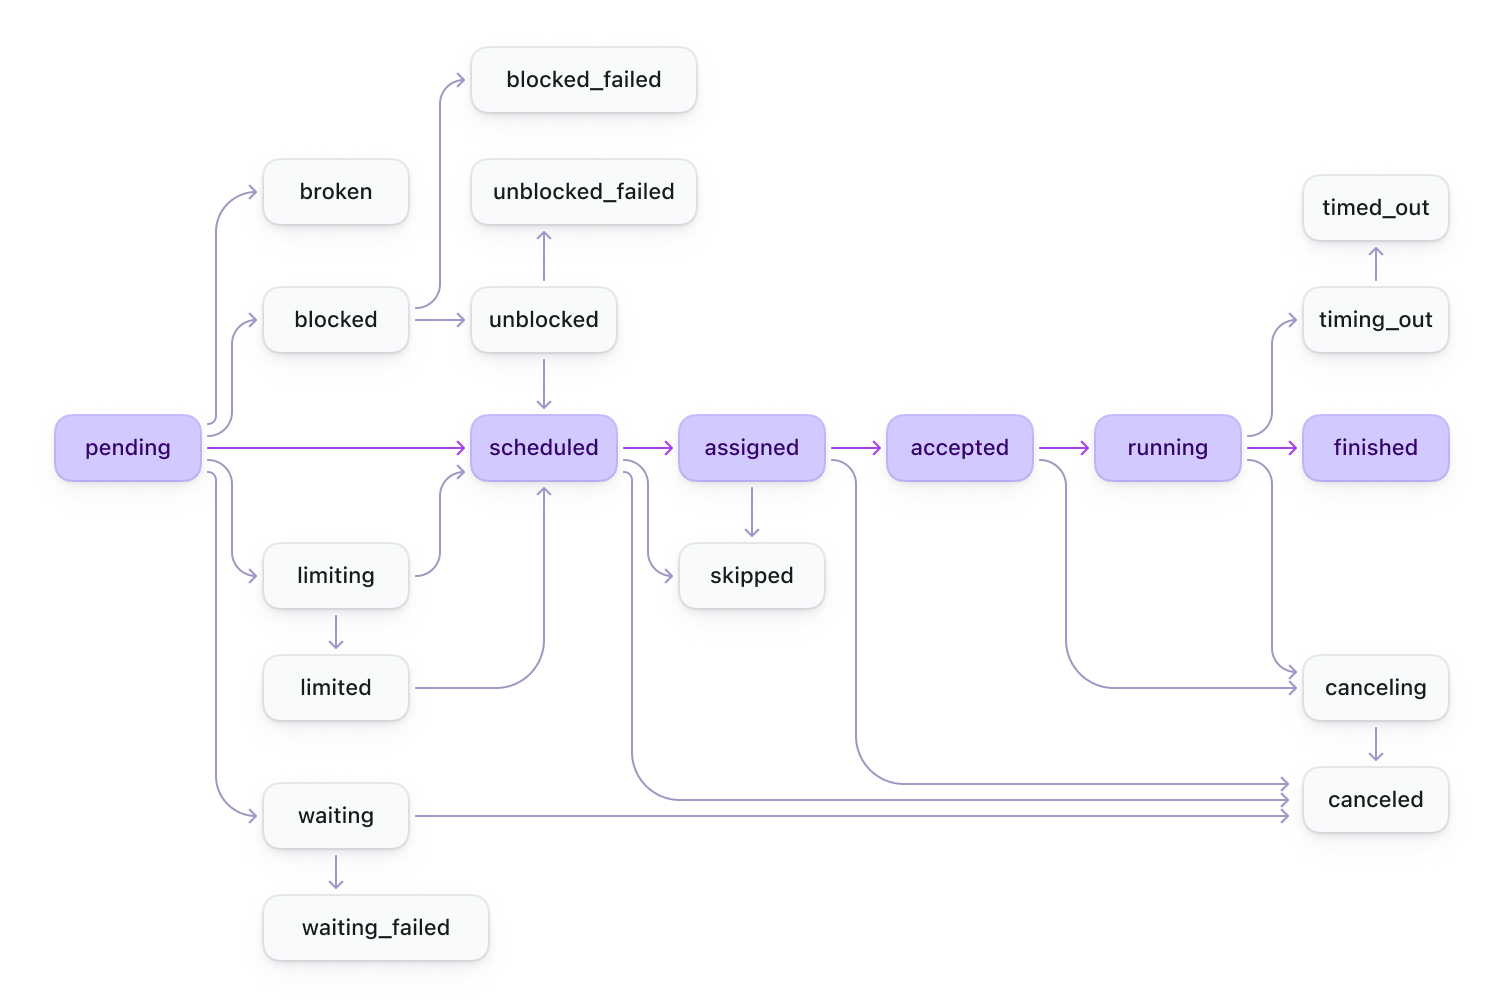 blocked_failed
broken
unblocked_failed
timed_out
blocked
unblocked
timing_out
pending
scheduled
assigned
accepted
running
finished
limiting
skipped
limited
canceling
waiting
canceled
waiting_failed